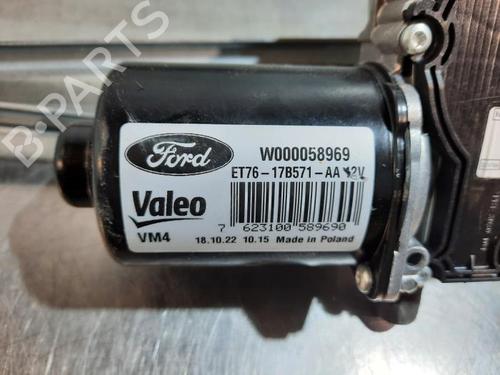 B-PARTS
Ford
W000058969
ET76-17B571-AA 12V
Valeo
7 623100 589690
VM4
18.10.22 10.15 Made in Poland